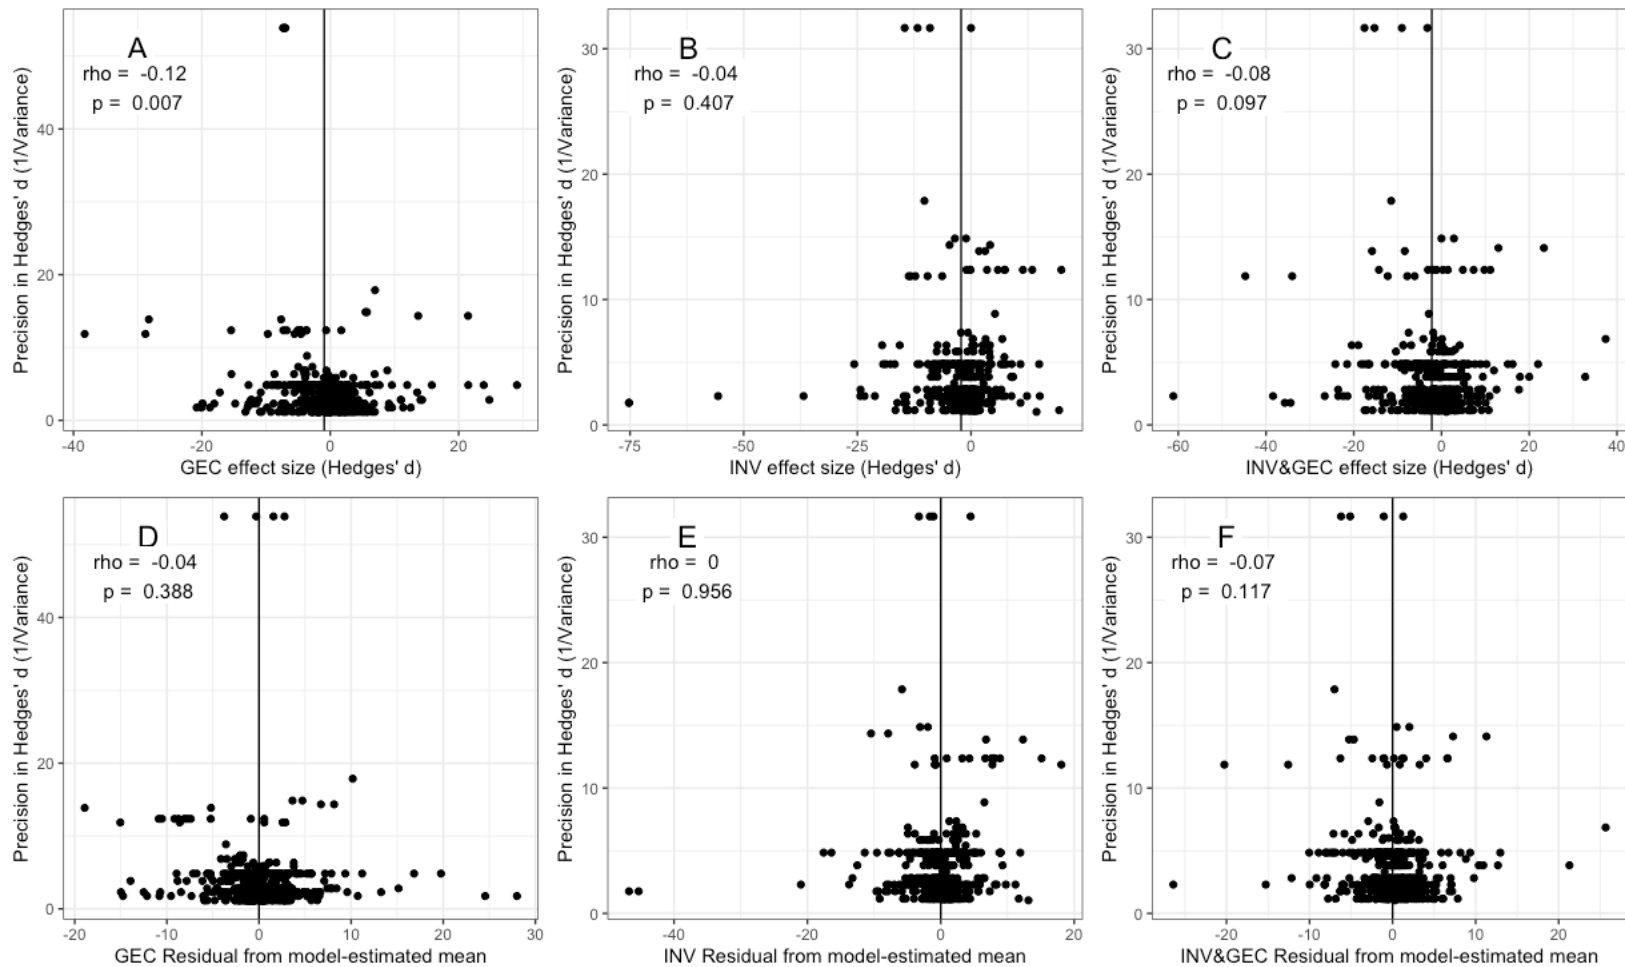 A
rho = -0.12
p = 0.007
Precision in Hedges' d (1/Variance)
40
20
0
-40
-20
0
20
GEC effect size (Hedges' d)
B
rho = -0.04
p = 0.407
Precision in Hedges' d (1/Variance)
30
20
10
0
-75
-50
-25
0
INV effect size (Hedges' d)
C
rho = -0.08
p = 0.097
Precision in Hedges' d (1/Variance)
30
20
10
0
-60
-40
-20
0
20
40
INV&GEC effect size (Hedges' d)
D
rho = -0.04
p = 0.388
Precision in Hedges' d (1/Variance)
40
20
0
-20
-10
0
10
20
30
GEC Residual from model-estimated mean
E
rho = 0
p = 0.956
Precision in Hedges' d (1/Variance)
30
20
10
0
-40
-20
0
20
INV Residual from model-estimated mean
F
rho = -0.07
p = 0.117
Precision in Hedges' d (1/Variance)
30
20
10
0
-20
-10
0
10
20
INV&GEC Residual from model-estimated mean